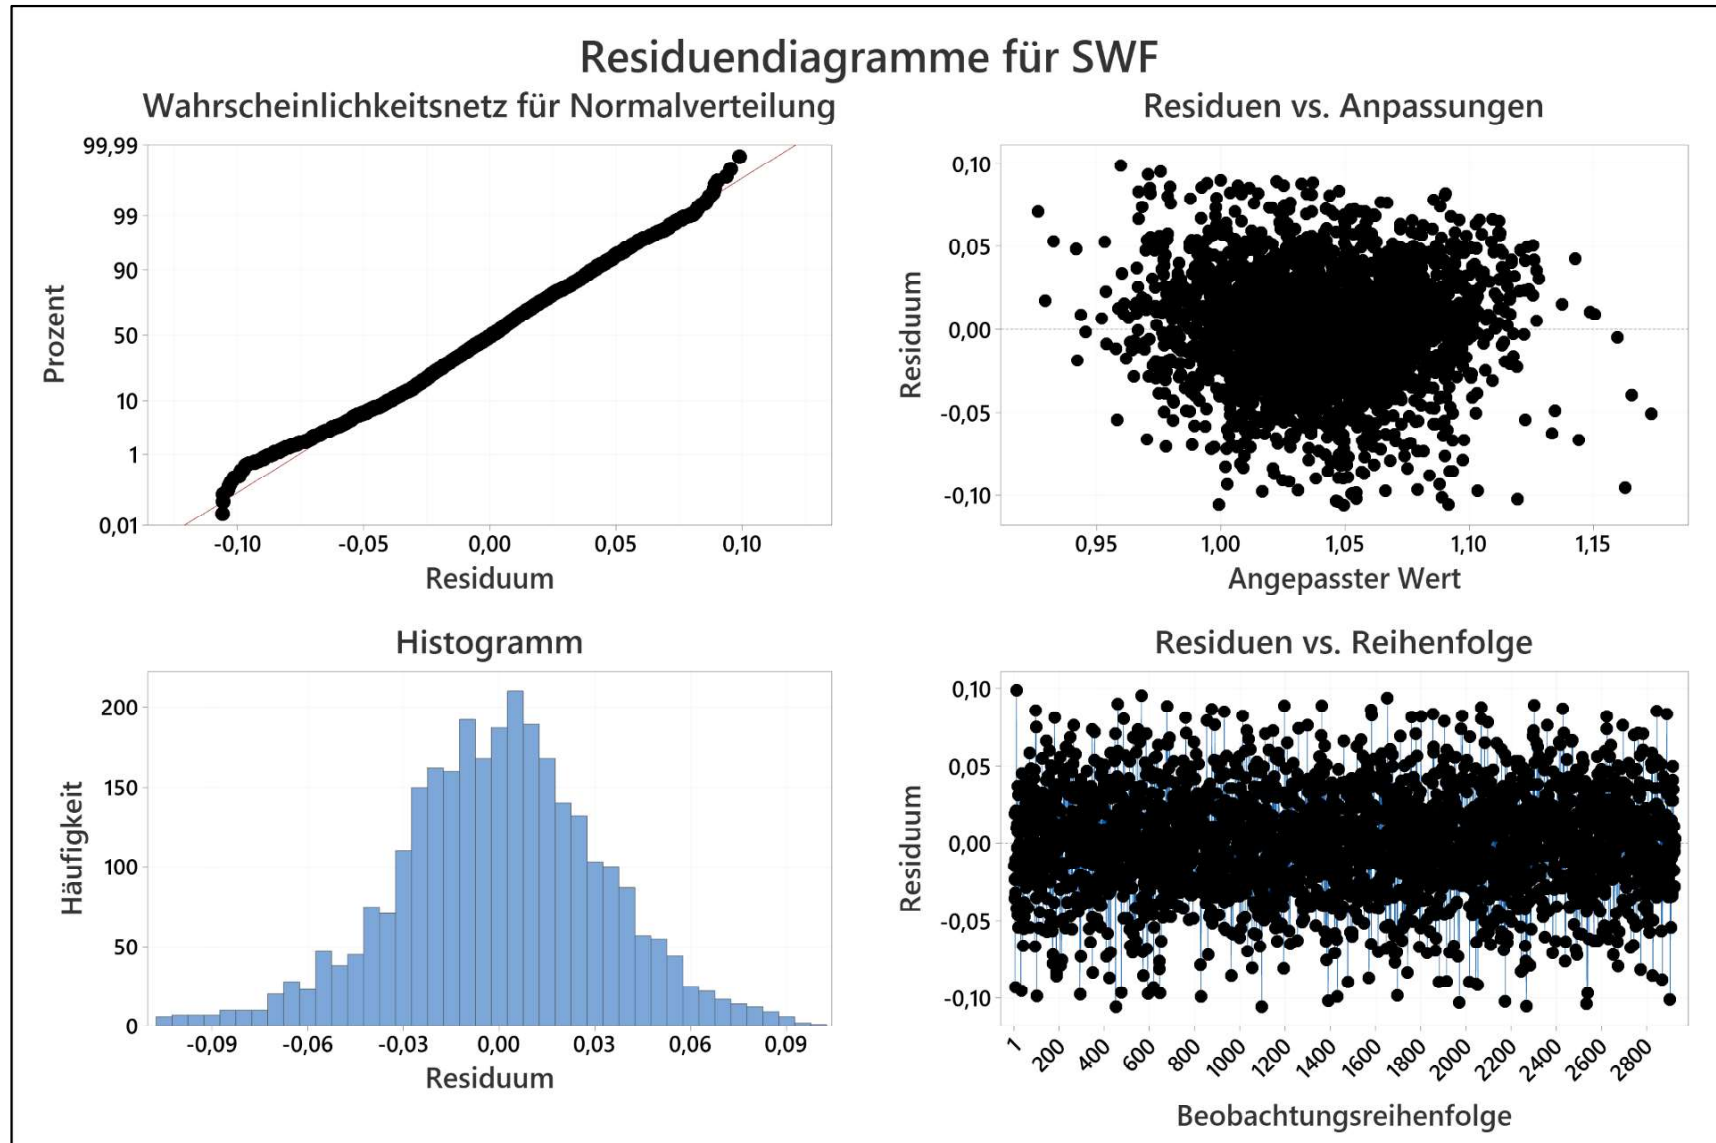 Residuendiagramme für SWF
Wahrscheinlichkeitsnetz für Normalverteilung
99,99
99
90
50
10
1
0,01
Prozent
-0,10 -0,05 0,00 0,05 0,10
Residuum
Residuen vs. Anpassungen
0,10
0,05
0,00
-0,05
-0,10
Residuum
0,95 1,00 1,05 1,10 1,15
Angepasster Wert
Histogramm
200
150
100
50
0
Häufigkeit
-0,09 -0,06 -0,03 0,00 0,03 0,06 0,09
Residuum
Residuen vs. Reihenfolge
0,10
0,05
0,00
-0,05
-0,10
Residuum
1 200 400 600 800 1000 1200 1400 1600 1800 2000 2200 2400 2600 2800
Beobachtungsreihenfolge